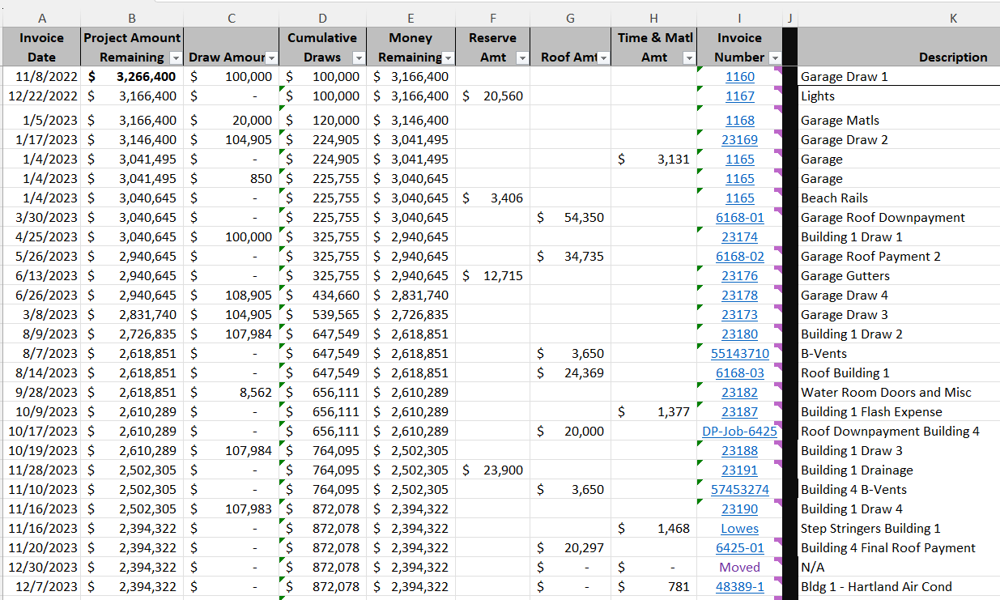 A B C D E F G H I J K
Invoice Project Amount Cumulative Money Reserve Time & Matl Invoice
Date Remaining Draw Amour Draws Remaining Amt Roof Amt Amt Number Description
11/8/2022 $ 3,266,400 $ 100,000 $ 100,000 $ 3,166,400 1160 Garage Draw 1
12/22/2022 $ 3,166,400 $ - $ 100,000 $ 3,166,400 $ 20,560 1167 Lights
1/5/2023 $ 3,166,400 $ 20,000 $ 120,000 $ 3,146,400 1168 Garage Matls
1/17/2023 $ 3,146,400 $ 104,905 $ 224,905 $ 3,041,495 23169 Garage Draw 2
1/4/2023 $ 3,041,495 $ - $ 224,905 $ 3,041,495 $ 3,131 1165 Garage
1/4/2023 $ 3,041,495 $ 850 $ 225,755 $ 3,040,645 1165 Garage
1/4/2023 $ 3,040,645 $ - $ 225,755 $ 3,040,645 $ 3,406 1165 Beach Rails
3/30/2023 $ 3,040,645 $ - $ 225,755 $ 3,040,645 $ 54,350 6168-01 Garage Roof Downpayment
4/25/2023 $ 3,040,645 $ 100,000 $ 325,755 $ 2,940,645 23174 Building 1 Draw 1
5/26/2023 $ 2,940,645 $ - $ 325,755 $ 2,940,645 $ 34,735 6168-02 Garage Roof Payment 2
6/13/2023 $ 2,940,645 $ - $ 325,755 $ 2,940,645 $ 12,715 23176 Garage Gutters
6/26/2023 $ 2,940,645 $ 108,905 $ 434,660 $ 2,831,740 23178 Garage Draw 4
3/8/2023 $ 2,831,740 $ 104,905 $ 539,565 $ 2,726,835 23173 Garage Draw 3
8/9/2023 $ 2,726,835 $ 107,984 $ 647,549 $ 2,618,851 23180 Building 1 Draw 2
8/7/2023 $ 2,618,851 $ - $ 647,549 $ 2,618,851 $ 3,650 55143710 B-Vents
8/14/2023 $ 2,618,851 $ - $ 647,549 $ 2,618,851 $ 24,369 6168-03 Roof Building 1
9/28/2023 $ 2,618,851 $ 8,562 $ 656,111 $ 2,610,289 23182 Water Room Doors and Misc
10/9/2023 $ 2,610,289 $ - $ 656,111 $ 2,610,289 $ 1,377 23187 Building 1 Flash Expense
10/17/2023 $ 2,610,289 $ - $ 656,111 $ 2,610,289 $ 20,000 DP-Job-6425 Roof Downpayment Building 4
10/19/2023 $ 2,610,289 $ 107,984 $ 764,095 $ 2,502,305 23188 Building 1 Draw 3
11/28/2023 $ 2,502,305 $ - $ 764,095 $ 2,502,305 $ 23,900 23191 Building 1 Drainage
11/10/2023 $ 2,502,305 $ - $ 764,095 $ 2,502,305 $ 3,650 57453274 Building 4 B-Vents
11/16/2023 $ 2,502,305 $ 107,983 $ 872,078 $ 2,394,322 23190 Building 1 Draw 4
11/16/2023 $ 2,394,322 $ - $ 872,078 $ 2,394,322 $ 1,468 Lowes Step Stringers Building 1
11/20/2023 $ 2,394,322 $ - $ 872,078 $ 2,394,322 $ 20,297 6425-01 Building 4 Final Roof Payment
12/30/2023 $ 2,394,322 $ - $ 872,078 $ 2,394,322 $ - $ - Moved N/A
12/7/2023 $ 2,394,322 $ - $ 872,078 $ 2,394,322 $ - $ 781 48389-1 Bldg 1 - Hartland Air Cond